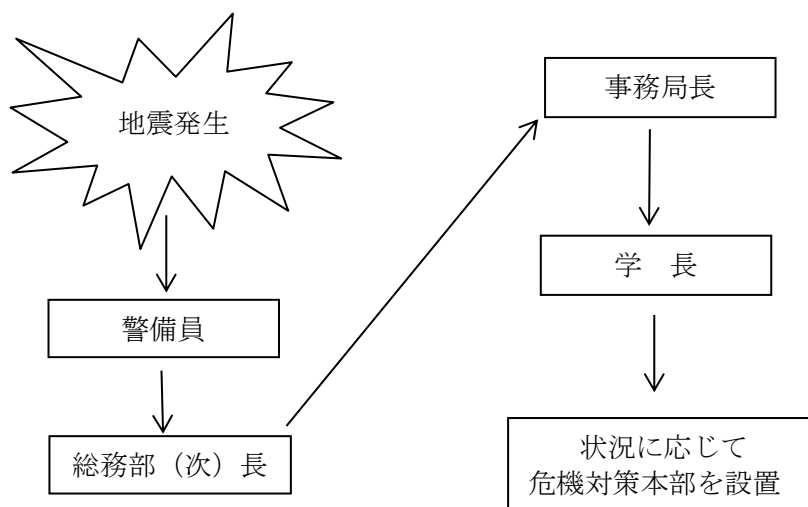 地震発生
警備員
総務部（次）長
事務局長
学　長
状況に応じて
危機対策本部を設置